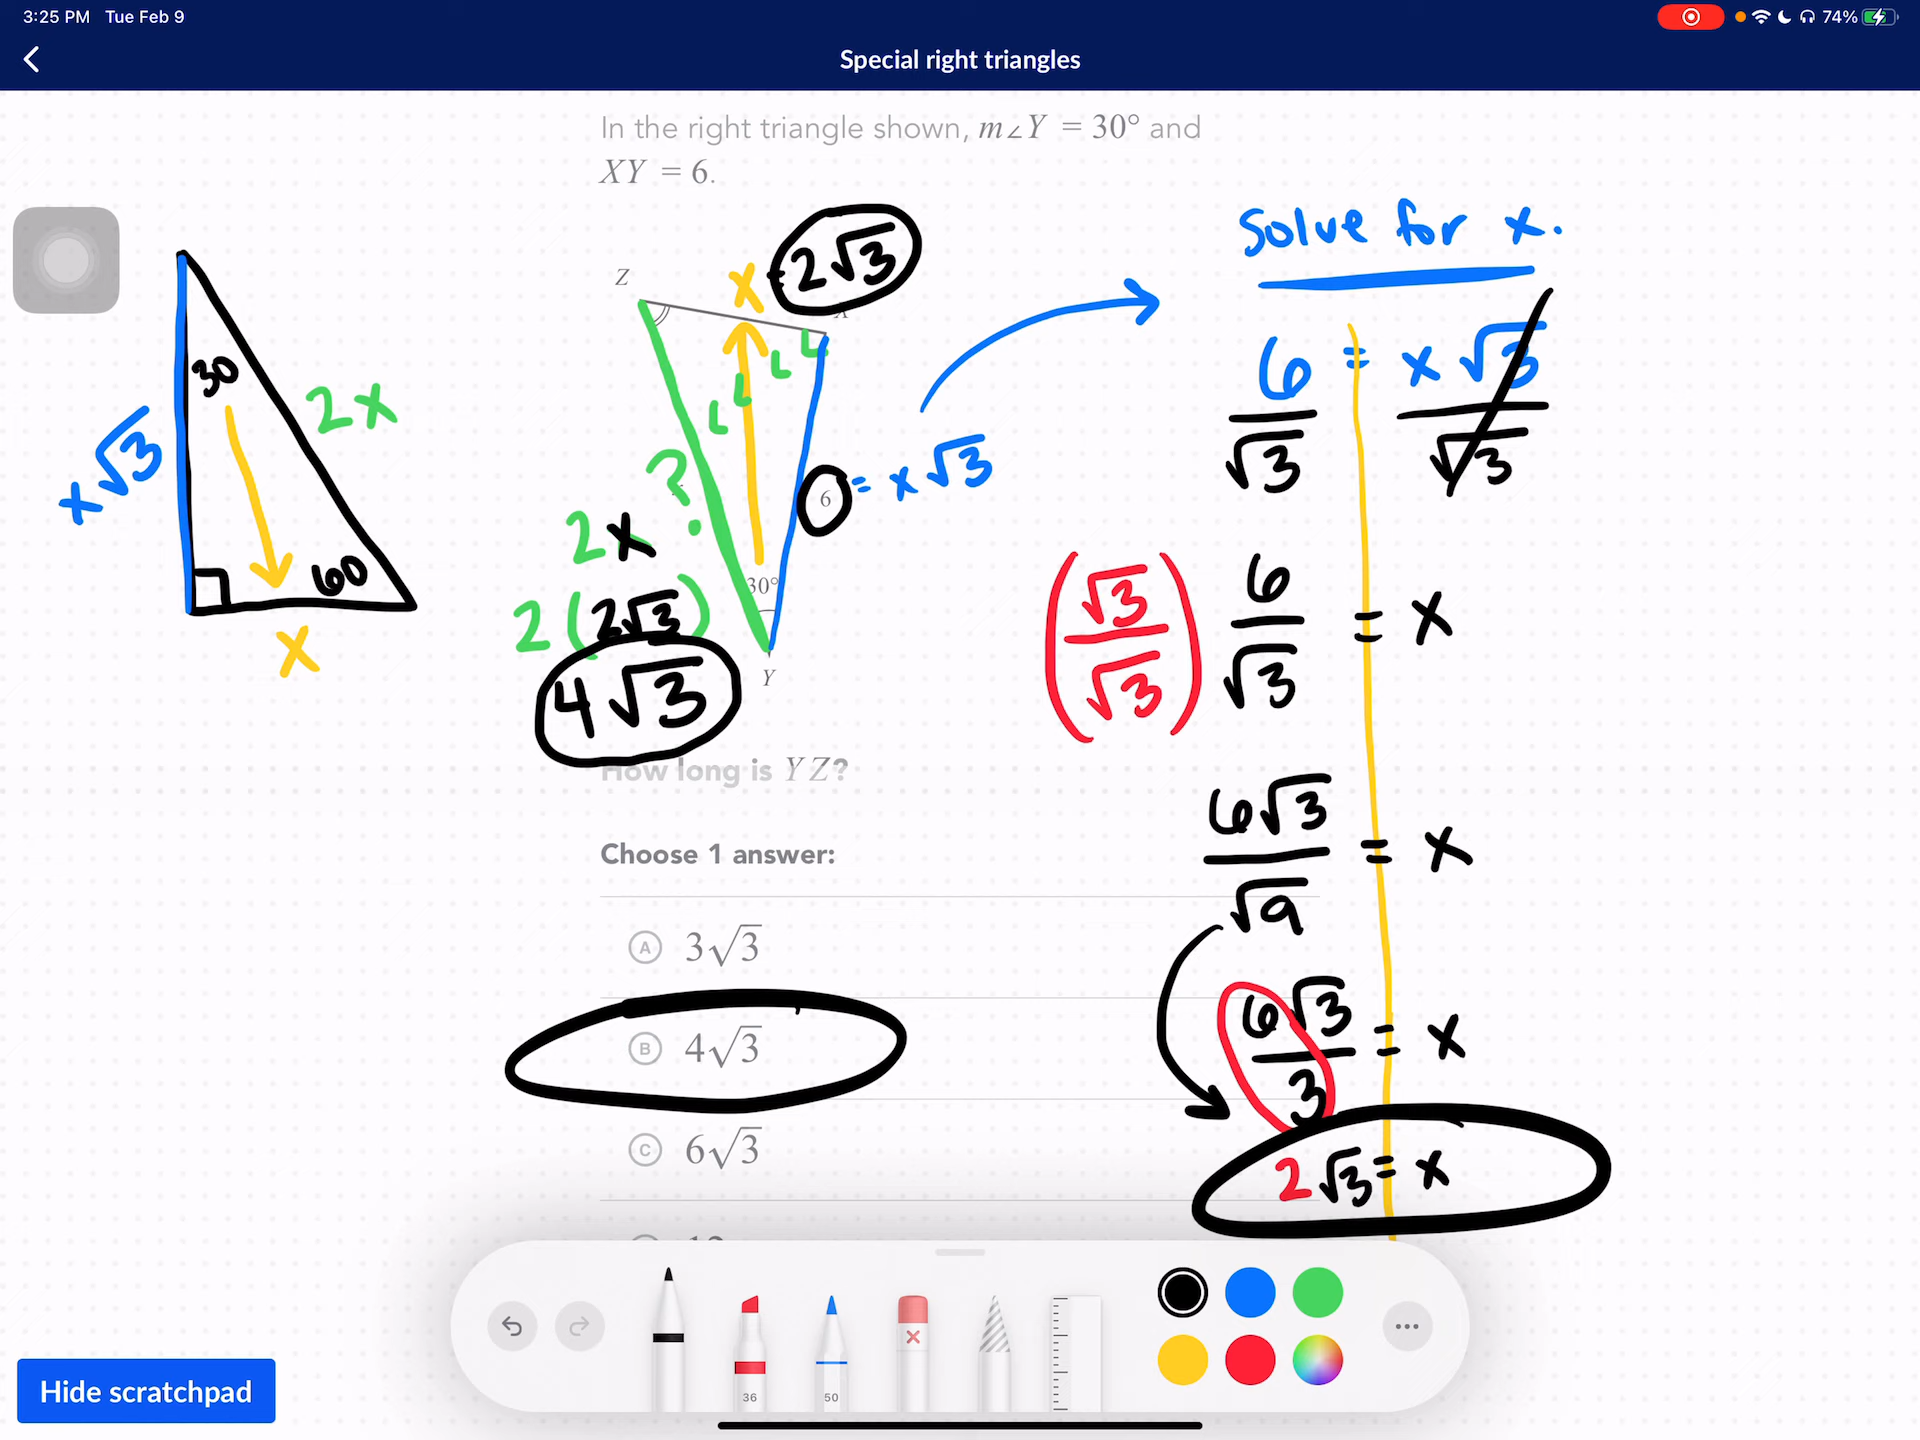 3:25 PM Tue Feb 9
74%
Special right triangles
In the right triangle shown, m∠Y = 30° and
XY = 6.
Solve for x.
Z
x = 2√3
30
2x
x√3
60
x
?
6 = x√3
2x
30°
2(2√3)
4√3
Y
6 = x√3
√3 √3
(√3/√3) 6/√3 = x
6√3/√9 = x
6√3/3 = x
2√3 = x
How long is YZ?
Choose 1 answer:
A 3√3
B 4√3
C 6√3
36
50
Hide scratchpad